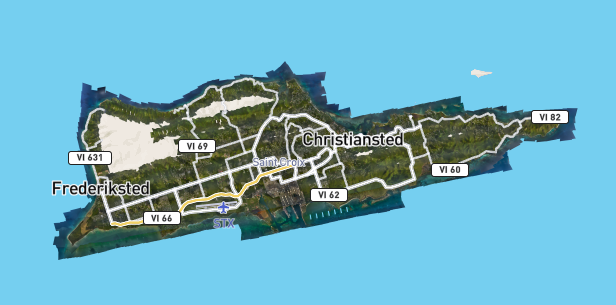 VI 82
Christiansted
VI 69
VI 631
Saint Croix
VI 60
Frederiksted
VI 62
VI 66
STX